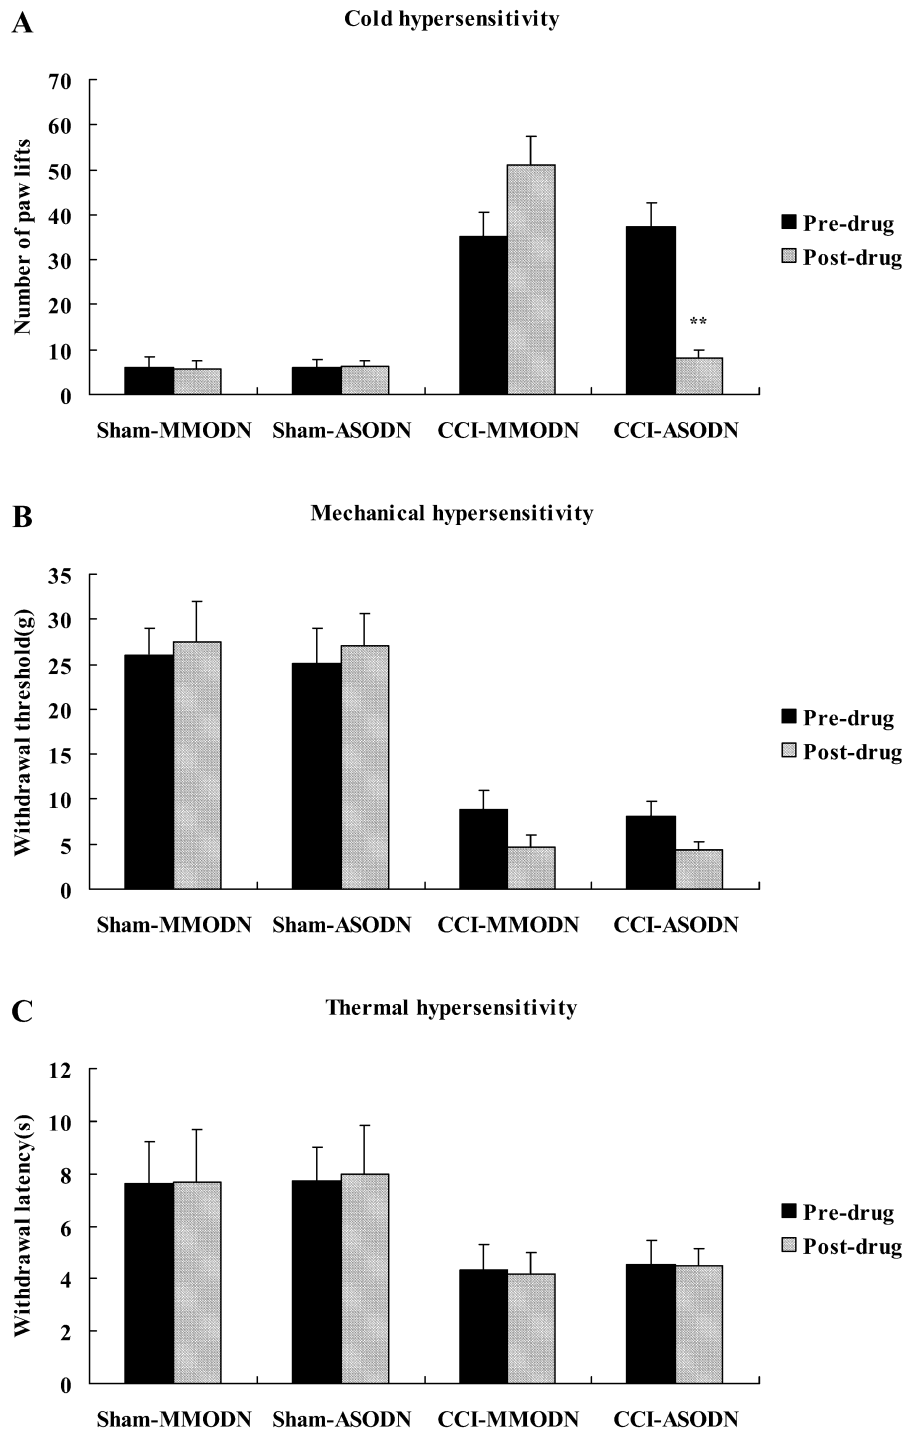 A
Cold hypersensitivity
Number of paw lifts
70
60
50
40
30
20
10
0
**
Sham-MMODN Sham-ASODN CCI-MMODN CCI-ASODN
Pre-drug
Post-drug
B
Mechanical hypersensitivity
Withdrawal threshold(g)
35
30
25
20
15
10
5
0
Sham-MMODN Sham-ASODN CCI-MMODN CCI-ASODN
Pre-drug
Post-drug
C
Thermal hypersensitivity
Withdrawal latency(s)
12
10
8
6
4
2
0
Sham-MMODN Sham-ASODN CCI-MMODN CCI-ASODN
Pre-drug
Post-drug